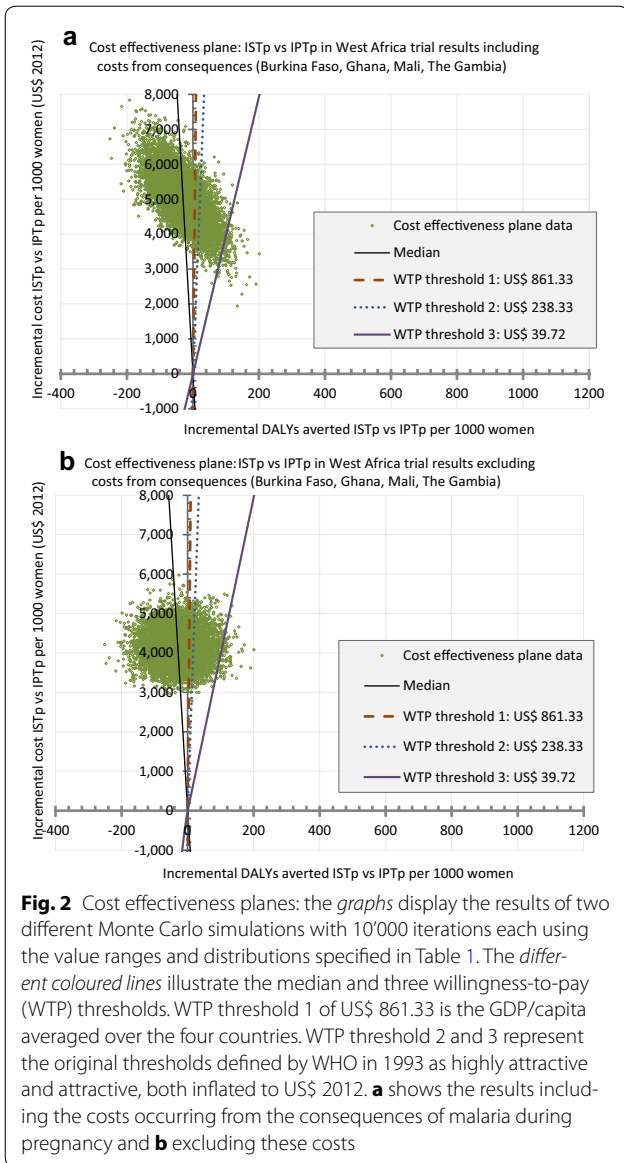 a
Cost effectiveness plane: ISTp vs IPTp in West Africa trial results including
costs from consequences (Burkina Faso, Ghana, Mali, The Gambia)
Incremental cost ISTp vs IPTp per 1000 women (US$ 2012)
8,000
7,000
6,000
5,000
4,000
3,000
2,000
1,000
0
-1,000
-400 -200 0 200 400 600 800 1000 1200
Cost effectiveness plane data
Median
WTP threshold 1: US$ 861.33
WTP threshold 2: US$ 238.33
WTP threshold 3: US$ 39.72
Incremental DALYs averted ISTp vs IPTp per 1000 women
b
Cost effectiveness plane: ISTp vs IPTp in West Africa trial results excluding
costs from consequences (Burkina Faso, Ghana, Mali, The Gambia)
Incremental cost ISTp vs IPTp per 1000 women (US$ 2012)
8,000
7,000
6,000
5,000
4,000
3,000
2,000
1,000
0
-1,000
-400 -200 0 200 400 600 800 1000 1200
Cost effectiveness plane data
Median
WTP threshold 1: US$ 861.33
WTP threshold 2: US$ 238.33
WTP threshold 3: US$ 39.72
Incremental DALYs averted ISTp vs IPTp per 1000 women
Fig. 2 Cost effectiveness planes: the graphs display the results of two
different Monte Carlo simulations with 10'000 iterations each using
the value ranges and distributions specified in Table 1. The differ-
ent coloured lines illustrate the median and three willingness-to-pay
(WTP) thresholds. WTP threshold 1 of US$ 861.33 is the GDP/capita
averaged over the four countries. WTP threshold 2 and 3 represent
the original thresholds defined by WHO in 1993 as highly attractive
and attractive, both inflated to US$ 2012. a shows the results includ-
ing the costs occurring from the consequences of malaria during
pregnancy and b excluding these costs